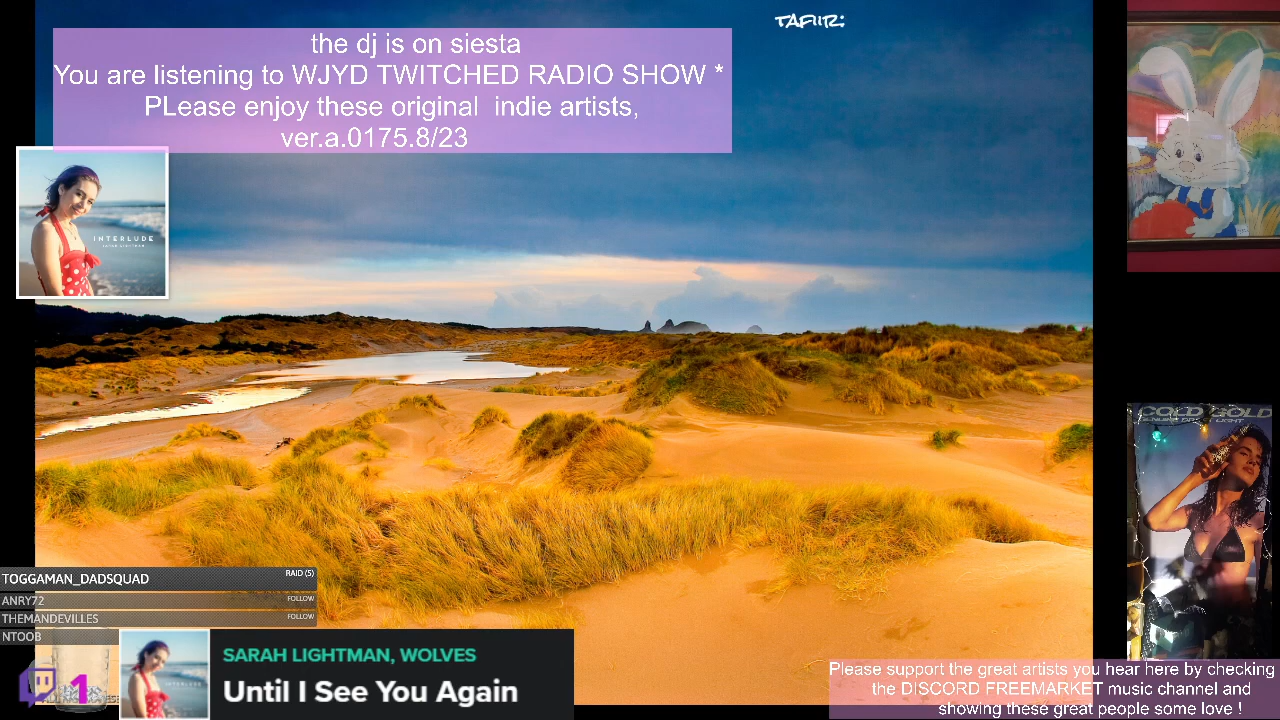 TAFIIR:
the dj is on siesta
You are listening to WJYD TWITCHED RADIO SHOW *
PLease enjoy these original indie artists,
ver.a.0175.8/23
INTERLUDE
COLD GOLD
TOGGAMAN_DADSQUAD RAID (5)
ANRY72 FOLLOW
THEMANDEVILLES FOLLOW
NTOOB
1
SARAH LIGHTMAN, WOLVES
Until I See You Again
Please support the great artists you hear here by checking
the DISCORD FREEMARKET music channel and
showing these great people some love !